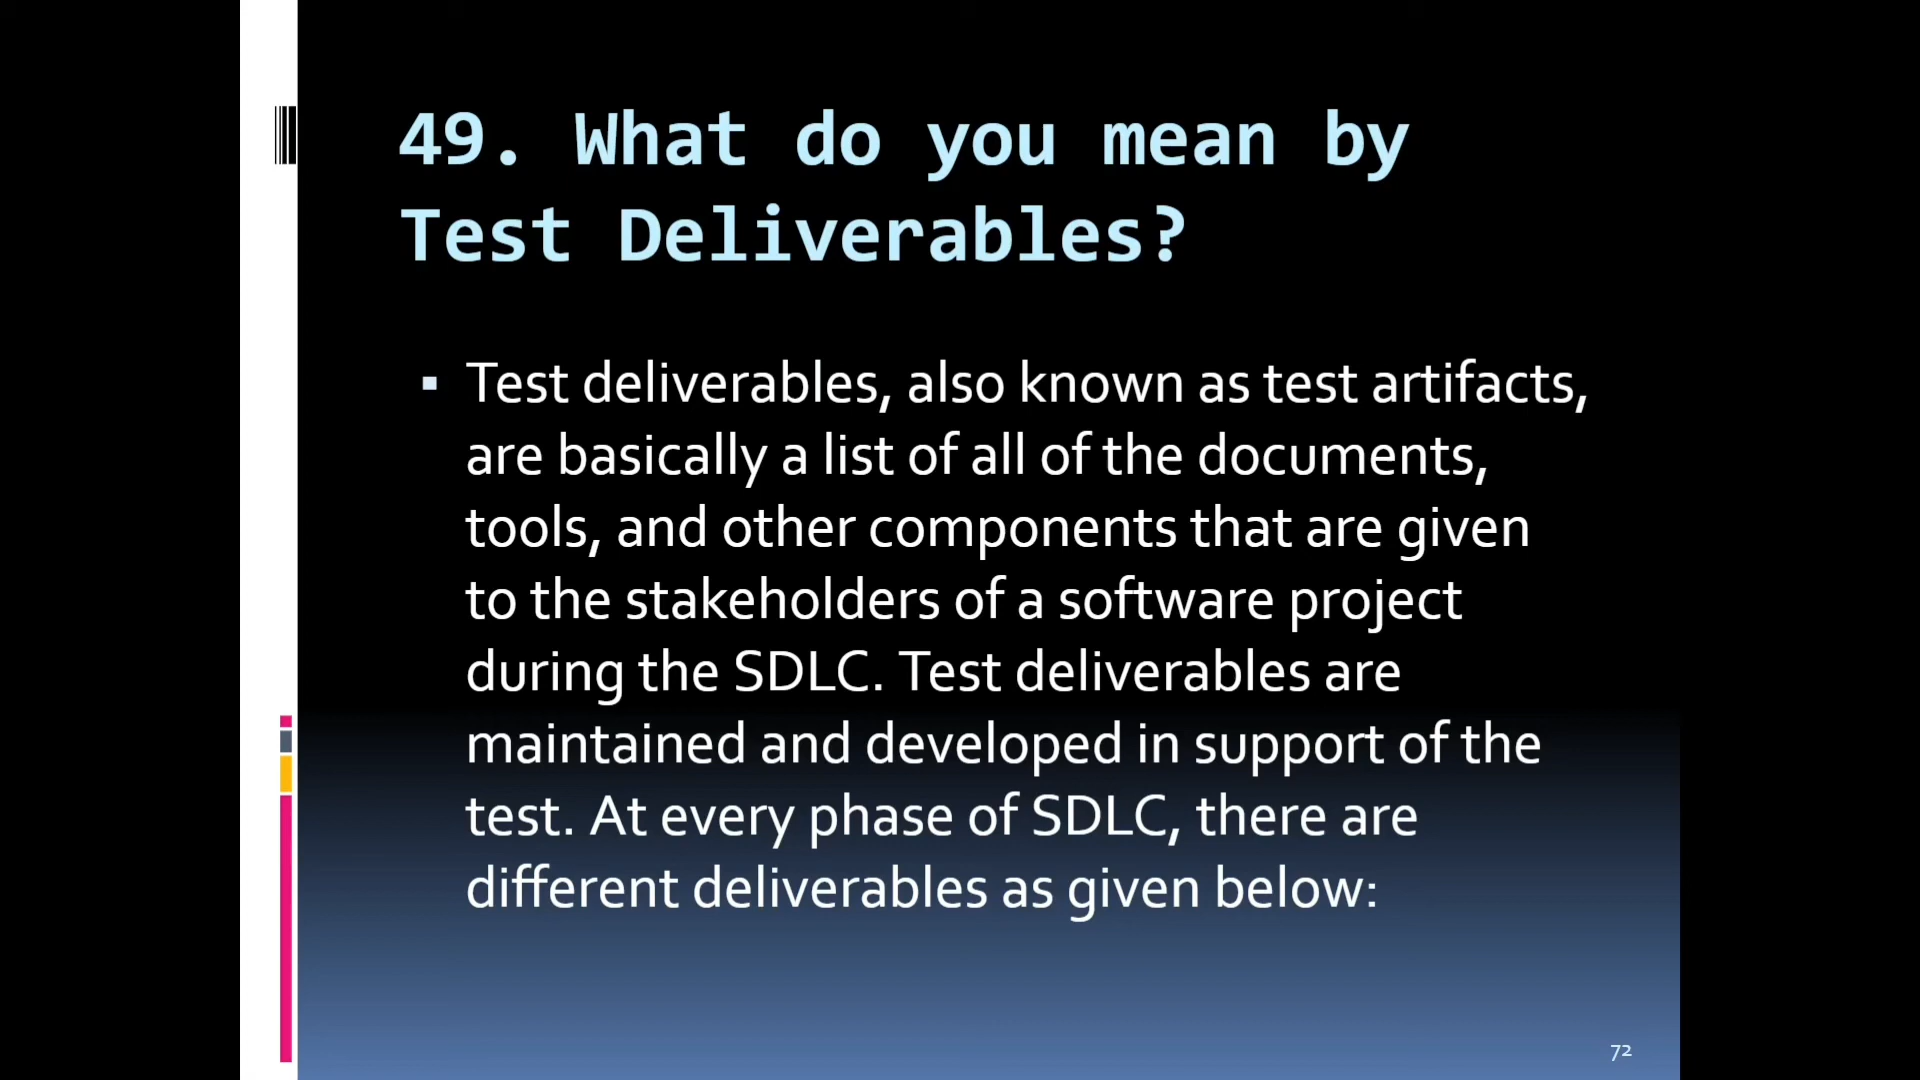 49. What do you mean by
Test Deliverables?
▪ Test deliverables, also known as test artifacts,
are basically a list of all of the documents,
tools, and other components that are given
to the stakeholders of a software project
during the SDLC. Test deliverables are
maintained and developed in support of the
test. At every phase of SDLC, there are
different deliverables as given below:
72